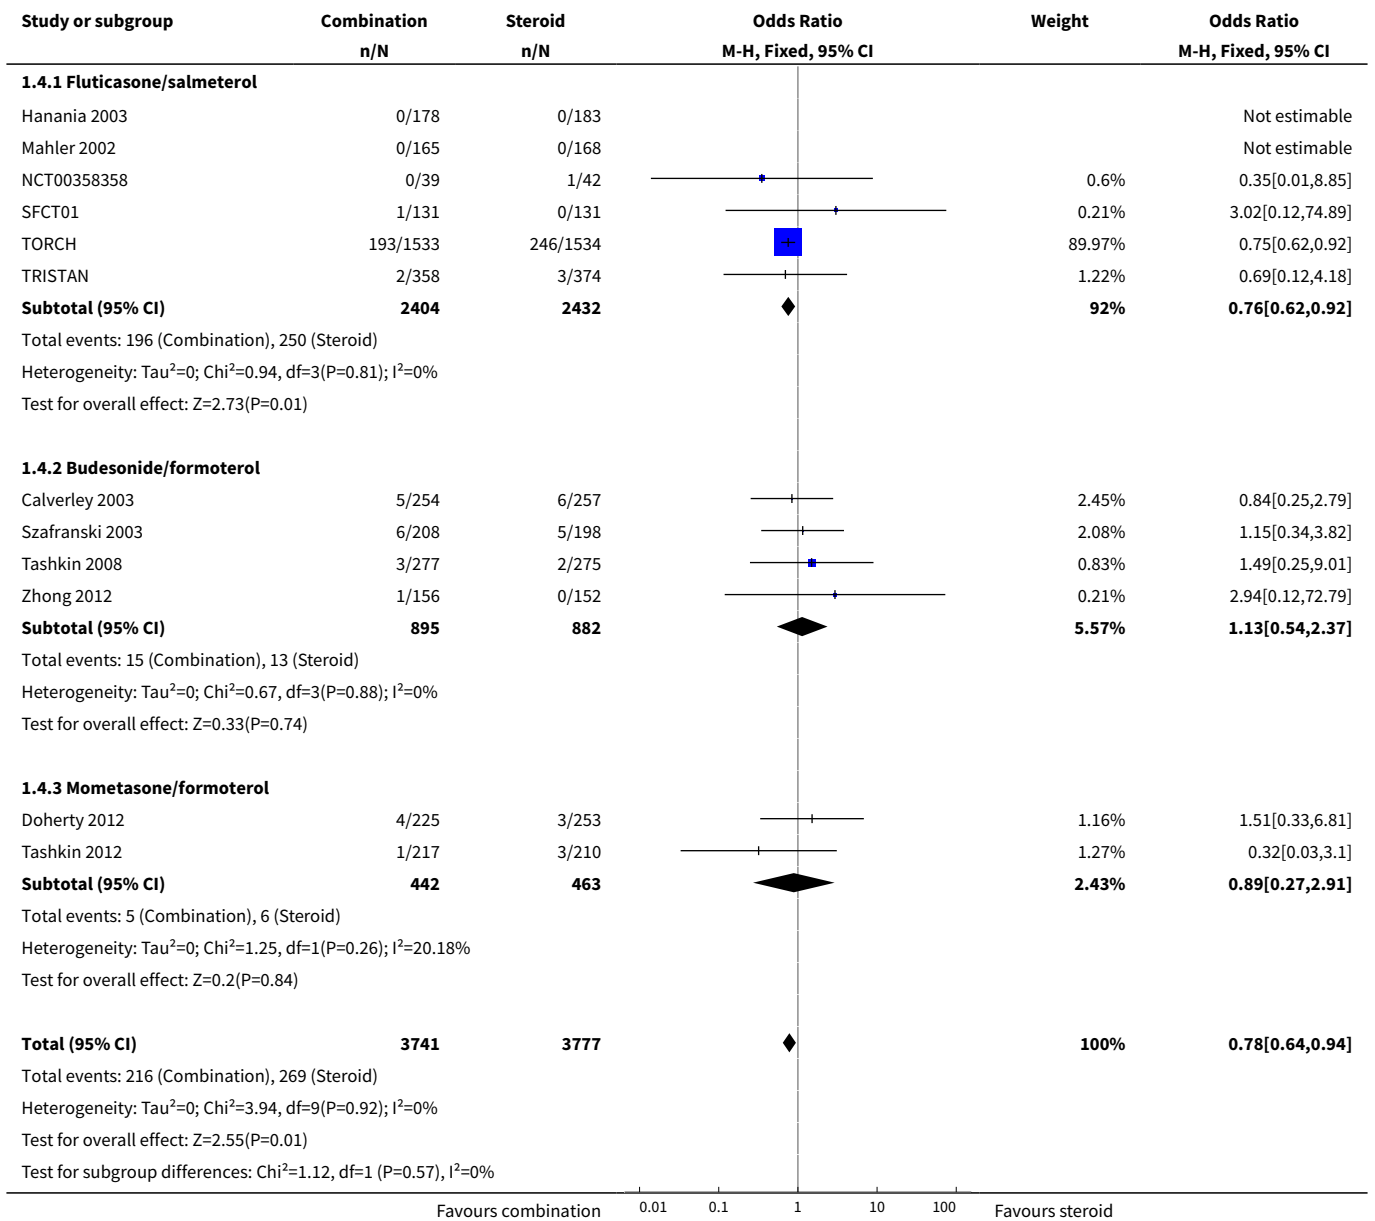 Study or subgroup Combination Steroid Odds Ratio Weight Odds Ratio
n/N n/N M-H, Fixed, 95% CI M-H, Fixed, 95% CI
1.4.1 Fluticasone/salmeterol
Hanania 2003 0/178 0/183 Not estimable
Mahler 2002 0/165 0/168 Not estimable
NCT00358358 0/39 1/42 0.6% 0.35[0.01,8.85]
SFCT01 1/131 0/131 0.21% 3.02[0.12,74.89]
TORCH 193/1533 246/1534 89.97% 0.75[0.62,0.92]
TRISTAN 2/358 3/374 1.22% 0.69[0.12,4.18]
Subtotal (95% CI) 2404 2432 92% 0.76[0.62,0.92]
Total events: 196 (Combination), 250 (Steroid)
Heterogeneity: Tau²=0; Chi²=0.94, df=3(P=0.81); I²=0%
Test for overall effect: Z=2.73(P=0.01)
1.4.2 Budesonide/formoterol
Calverley 2003 5/254 6/257 2.45% 0.84[0.25,2.79]
Szafranski 2003 6/208 5/198 2.08% 1.15[0.34,3.82]
Tashkin 2008 3/277 2/275 0.83% 1.49[0.25,9.01]
Zhong 2012 1/156 0/152 0.21% 2.94[0.12,72.79]
Subtotal (95% CI) 895 882 5.57% 1.13[0.54,2.37]
Total events: 15 (Combination), 13 (Steroid)
Heterogeneity: Tau²=0; Chi²=0.67, df=3(P=0.88); I²=0%
Test for overall effect: Z=0.33(P=0.74)
1.4.3 Mometasone/formoterol
Doherty 2012 4/225 3/253 1.16% 1.51[0.33,6.81]
Tashkin 2012 1/217 3/210 1.27% 0.32[0.03,3.1]
Subtotal (95% CI) 442 463 2.43% 0.89[0.27,2.91]
Total events: 5 (Combination), 6 (Steroid)
Heterogeneity: Tau²=0; Chi²=1.25, df=1(P=0.26); I²=20.18%
Test for overall effect: Z=0.2(P=0.84)
Total (95% CI) 3741 3777 100% 0.78[0.64,0.94]
Total events: 216 (Combination), 269 (Steroid)
Heterogeneity: Tau²=0; Chi²=3.94, df=9(P=0.92); I²=0%
Test for overall effect: Z=2.55(P=0.01)
Test for subgroup differences: Chi²=1.12, df=1 (P=0.57), I²=0%
Favours combination 0.01 0.1 1 10 100 Favours steroid